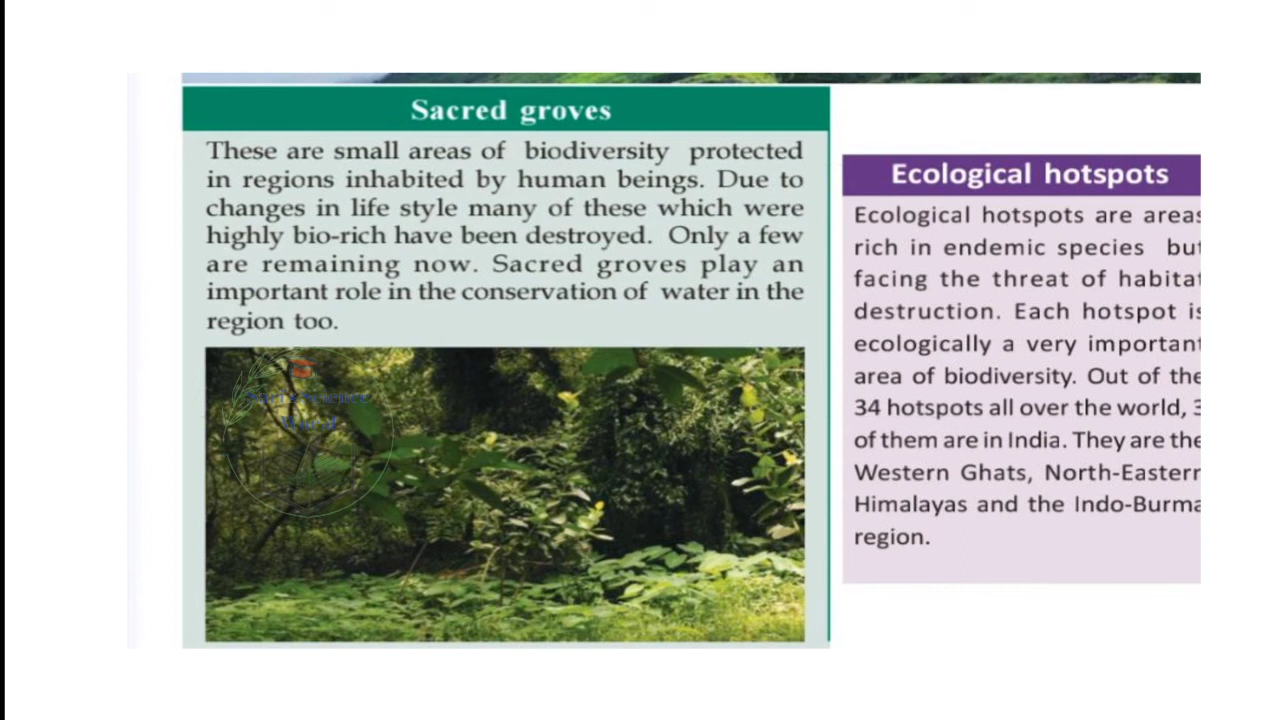 Sacred groves
These are small areas of biodiversity protected
in regions inhabited by human beings. Due to
changes in life style many of these which were
highly bio-rich have been destroyed. Only a few
are remaining now. Sacred groves play an
important role in the conservation of water in the
region too.
Ecological hotspots
Ecological hotspots are areas
rich in endemic species but
facing the threat of habitat
destruction. Each hotspot is
ecologically a very important
area of biodiversity. Out of the
34 hotspots all over the world, 3
of them are in India. They are the
Western Ghats, North-Eastern
Himalayas and the Indo-Burma
region.